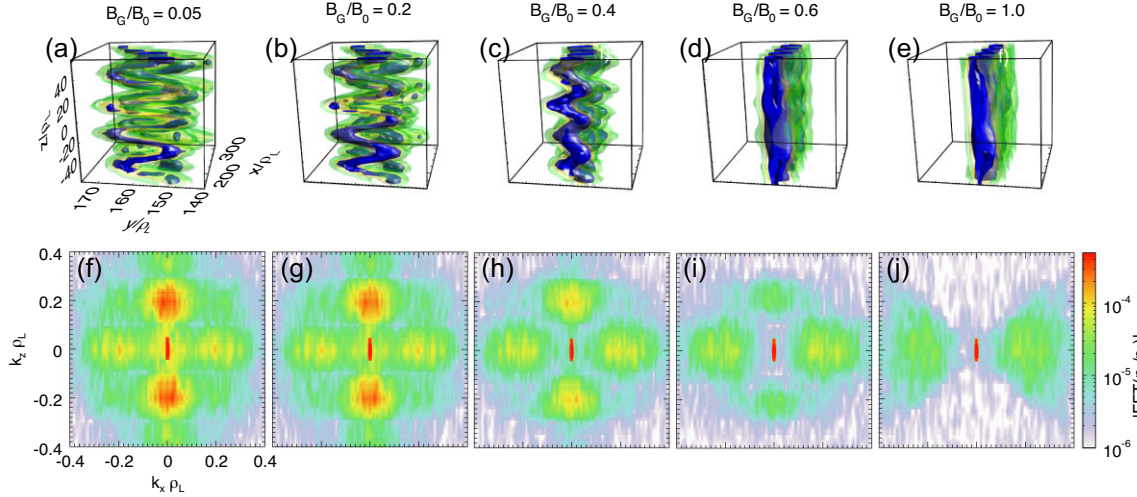 B_G/B_0 = 0.05 B_G/B_0 = 0.2 B_G/B_0 = 0.4 B_G/B_0 = 0.6 B_G/B_0 = 1.0
(a) (b) (c) (d) (e)
40
20
0
-20
-40
170 160 150 140
y/ρ_L
200 300
x/ρ_L
(f) (g) (h) (i) (j)
0.4
0.2
0
-0.2
-0.4
k_z ρ_L
-0.4 -0.2 0 0.2 0.4
k_x ρ_L
10^-4
10^-5
10^-6